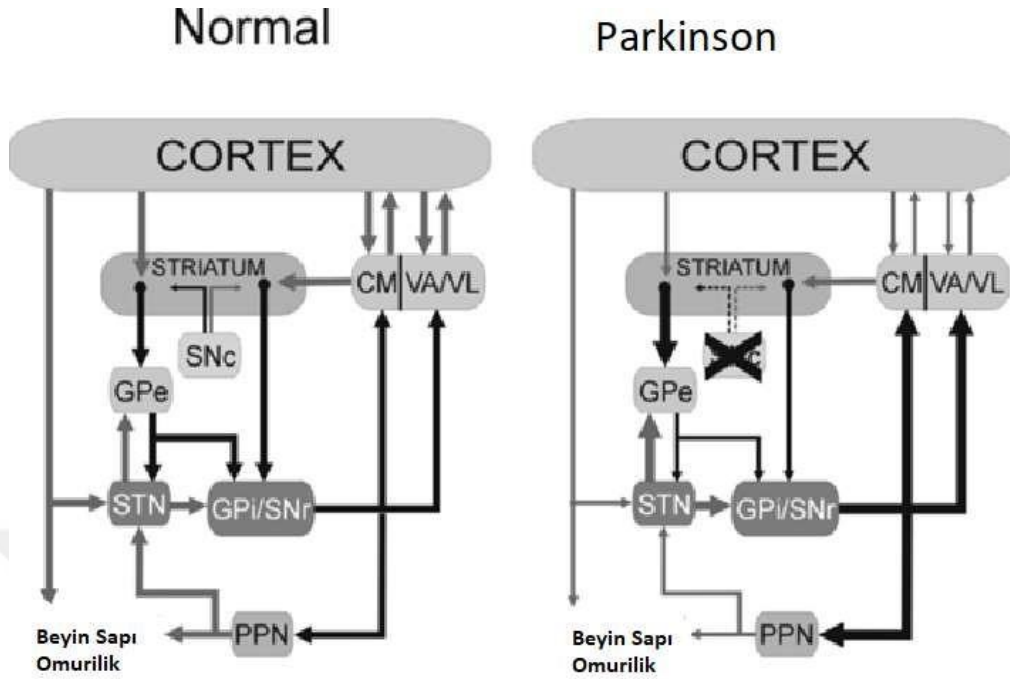 Normal
CORTEX
STRIATUM
CM
VA/VL
SNc
GPe
STN
GPi/SNr
PPN
Beyin Sapı
Omurilik
Parkinson
CORTEX
STRIATUM
CM
VA/VL
GPe
STN
GPi/SNr
PPN
Beyin Sapı
Omurilik